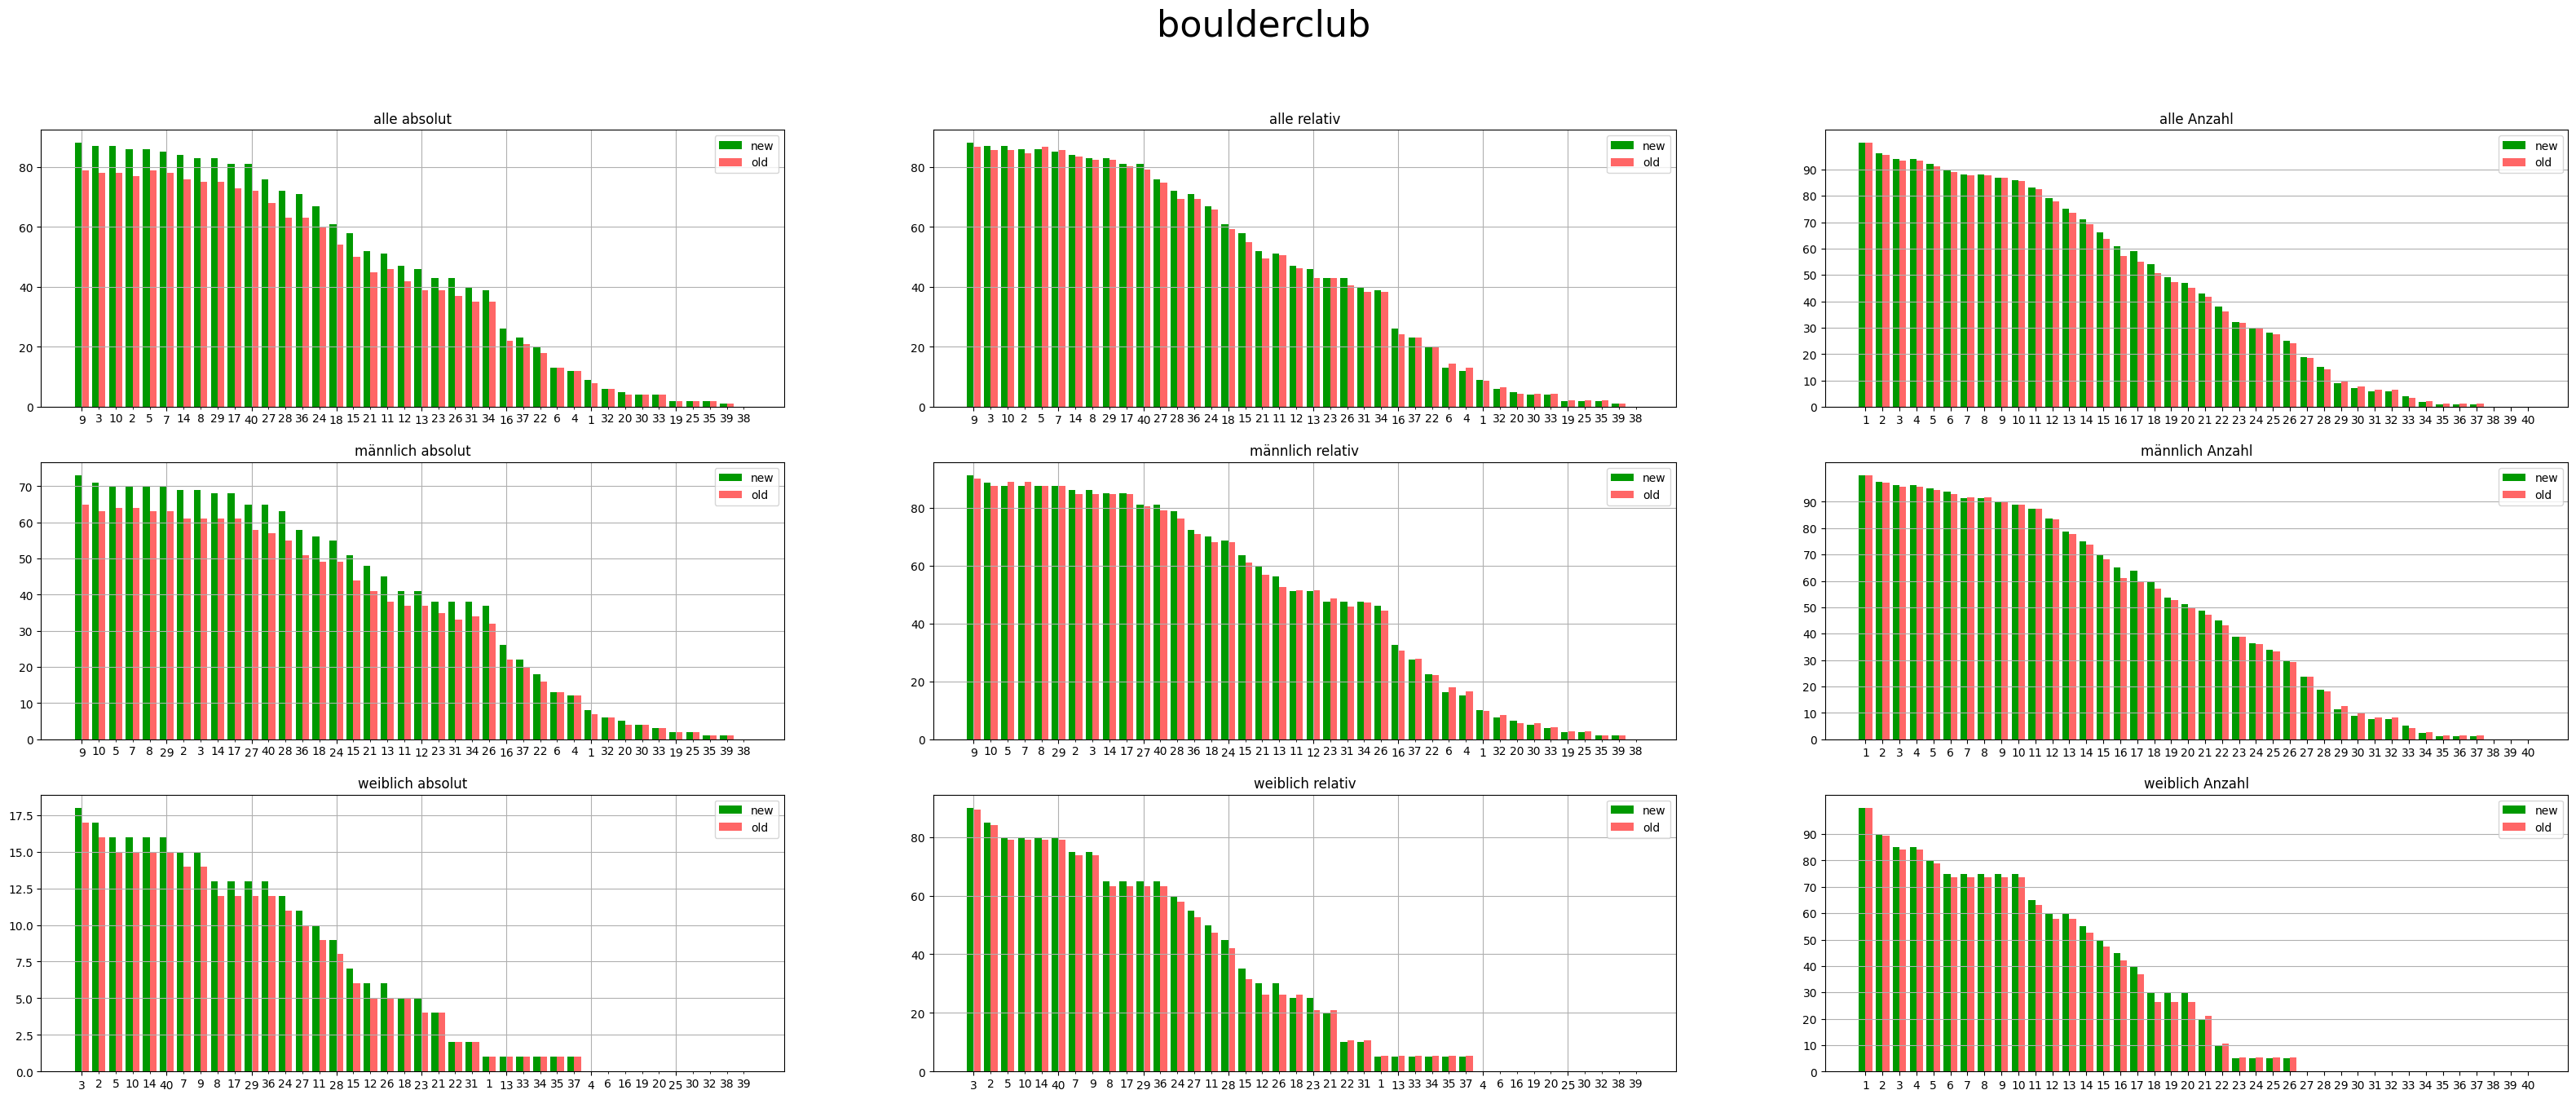 boulderclub
alle absolut
new
old
80
60
40
20
0
9 3 10 2 5 7 14 8 29 17 40 27 28 36 24 18 15 21 11 12 13 23 26 31 34 16 37 22 6 4 1 32 20 30 33 19 25 35 39 38
alle relativ
new
old
80
60
40
20
0
9 3 10 2 5 7 14 8 29 17 40 27 28 36 24 18 15 21 11 12 13 23 26 31 34 16 37 22 6 4 1 32 20 30 33 19 25 35 39 38
alle Anzahl
new
old
90
80
70
60
50
40
30
20
10
0
1 2 3 4 5 6 7 8 9 10 11 12 13 14 15 16 17 18 19 20 21 22 23 24 25 26 27 28 29 30 31 32 33 34 35 36 37 38 39 40
männlich absolut
new
old
70
60
50
40
30
20
10
0
9 10 5 7 8 29 2 3 14 17 27 40 28 36 18 24 15 21 13 11 12 23 31 34 26 16 37 22 6 4 1 32 20 30 33 19 25 35 39 38
männlich relativ
new
old
80
60
40
20
0
9 10 5 7 8 29 2 3 14 17 27 40 28 36 18 24 15 21 13 11 12 23 31 34 26 16 37 22 6 4 1 32 20 30 33 19 25 35 39 38
männlich Anzahl
new
old
90
80
70
60
50
40
30
20
10
0
1 2 3 4 5 6 7 8 9 10 11 12 13 14 15 16 17 18 19 20 21 22 23 24 25 26 27 28 29 30 31 32 33 34 35 36 37 38 39 40
weiblich absolut
new
old
17.5
15.0
12.5
10.0
7.5
5.0
2.5
0.0
3 2 5 10 14 40 7 9 8 17 29 36 24 27 11 28 15 12 26 18 23 21 22 31 1 13 33 34 35 37 4 6 16 19 20 25 30 32 38 39
weiblich relativ
new
old
80
60
40
20
0
3 2 5 10 14 40 7 9 8 17 29 36 24 27 11 28 15 12 26 18 23 21 22 31 1 13 33 34 35 37 4 6 16 19 20 25 30 32 38 39
weiblich Anzahl
new
old
90
80
70
60
50
40
30
20
10
0
1 2 3 4 5 6 7 8 9 10 11 12 13 14 15 16 17 18 19 20 21 22 23 24 25 26 27 28 29 30 31 32 33 34 35 36 37 38 39 40